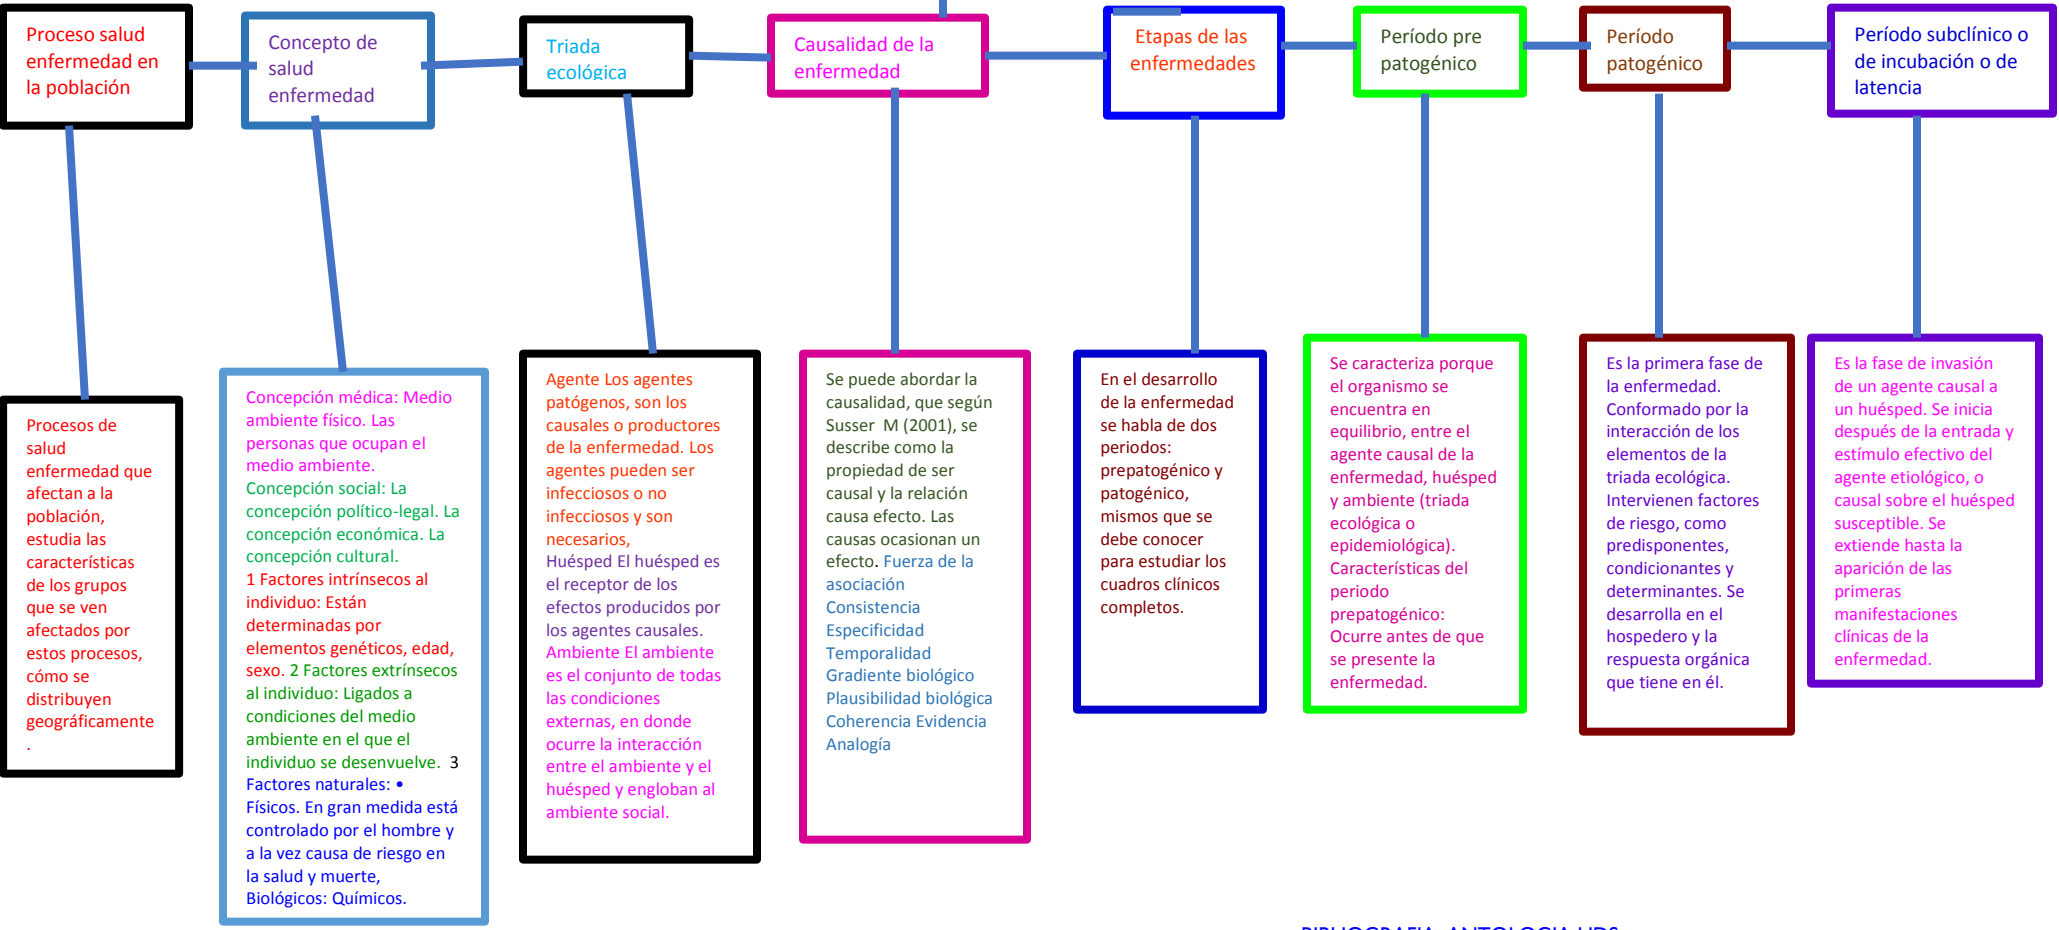 Proceso salud
enfermedad en
la población
Concepto de
salud
enfermedad
Triada
ecológica
Causalidad de la
enfermedad
Etapas de las
enfermedades
Período pre
patogénico
Período
patogénico
Período subclínico o
de incubación o de
latencia
Procesos de
salud
enfermedad que
afectan a la
población,
estudia las
características
de los grupos
que se ven
afectados por
estos procesos,
cómo se
distribuyen
geográficamente
.
Concepción médica: Medio
ambiente físico. Las
personas que ocupan el
medio ambiente.
Concepción social: La
concepción político-legal. La
concepción económica. La
concepción cultural.
1 Factores intrínsecos al
individuo: Están
determinadas por
elementos genéticos, edad,
sexo. 2 Factores extrínsecos
al individuo: Ligados a
condiciones del medio
ambiente en el que el
individuo se desenvuelve. 3
Factores naturales: •
Físicos. En gran medida está
controlado por el hombre y
a la vez causa de riesgo en
la salud y muerte,
Biológicos: Químicos.
Agente Los agentes
patógenos, son los
causales o productores
de la enfermedad. Los
agentes pueden ser
infecciosos o no
infecciosos y son
necesarios,
Huésped El huésped es
el receptor de los
efectos producidos por
los agentes causales.
Ambiente El ambiente
es el conjunto de todas
las condiciones
externas, en donde
ocurre la interacción
entre el ambiente y el
huésped y engloban al
ambiente social.
Se puede abordar la
causalidad, que según
Susser M (2001), se
describe como la
propiedad de ser
causal y la relación
causa efecto. Las
causas ocasionan un
efecto. Fuerza de la
asociación
Consistencia
Especificidad
Temporalidad
Gradiente biológico
Plausibilidad biológica
Coherencia Evidencia
Analogía
En el desarrollo
de la enfermedad
se habla de dos
periodos:
prepatogénico y
patogénico,
mismos que se
debe conocer
para estudiar los
cuadros clínicos
completos.
Se caracteriza porque
el organismo se
encuentra en
equilibrio, entre el
agente causal de la
enfermedad, huésped
y ambiente (triada
ecológica o
epidemiológica).
Características del
periodo
prepatogénico:
Ocurre antes de que
se presente la
enfermedad.
Es la primera fase de
la enfermedad.
Conformado por la
interacción de los
elementos de la
triada ecológica.
Intervienen factores
de riesgo, como
predisponentes,
condicionantes y
determinantes. Se
desarrolla en el
hospedero y la
respuesta orgánica
que tiene en él.
Es la fase de invasión
de un agente causal a
un huésped. Se inicia
después de la entrada y
estímulo efectivo del
agente etiológico, o
causal sobre el huésped
susceptible. Se
extiende hasta la
aparición de las
primeras
manifestaciones
clínicas de la
enfermedad.
BIBLIOGRAFIA: ANTOLOGIA UDS